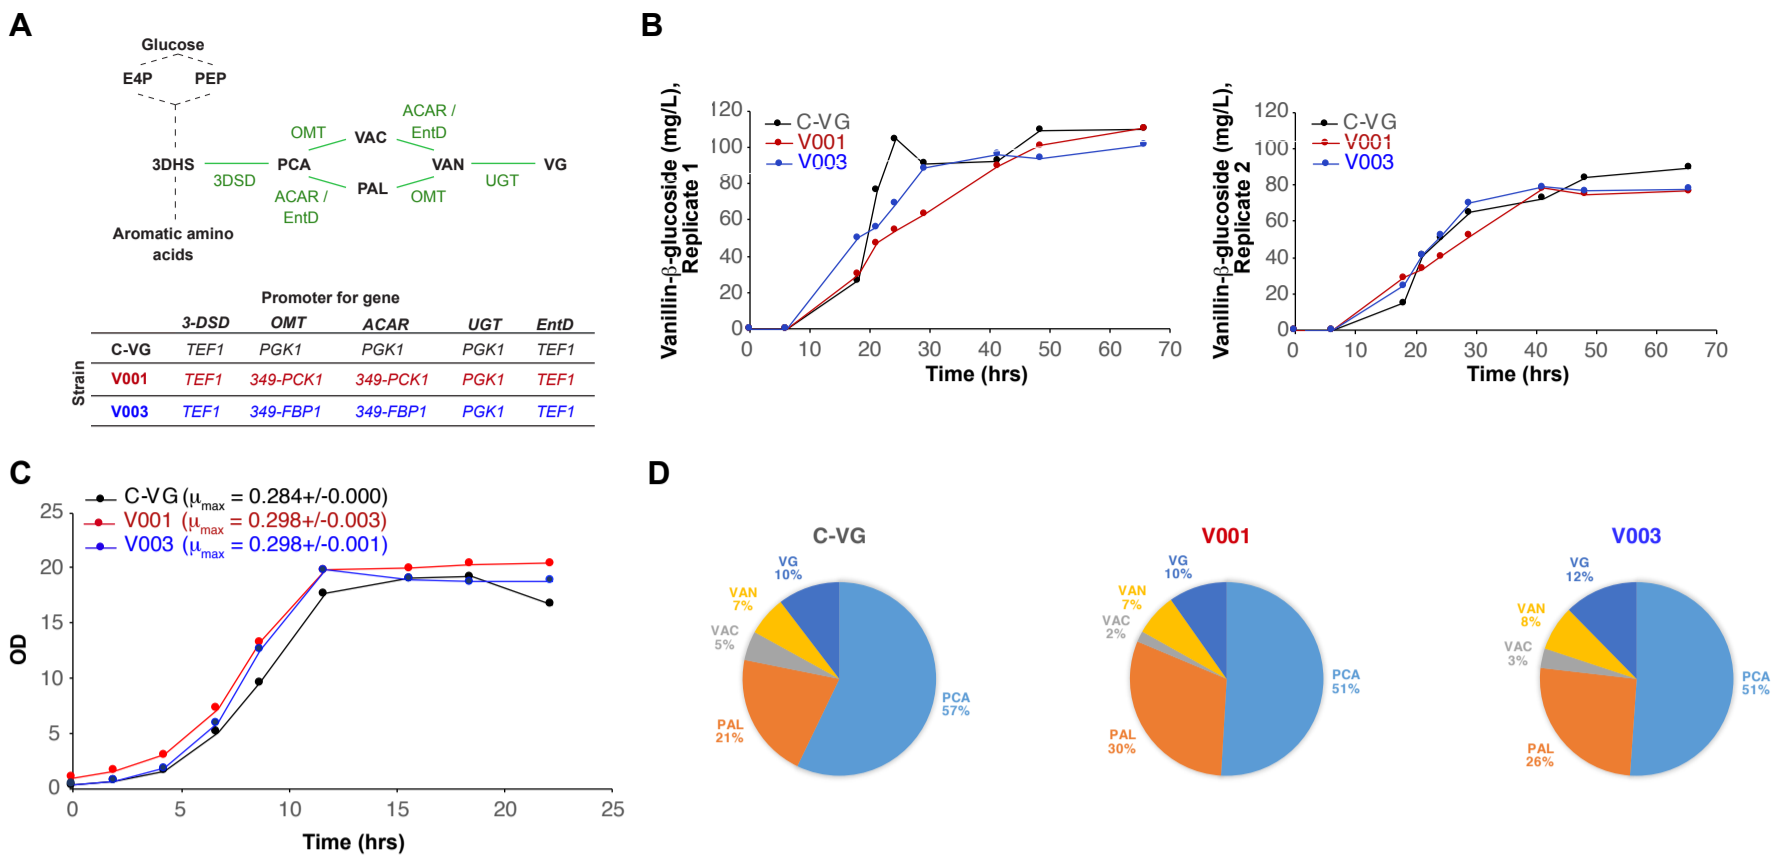 A
Glucose
E4P PEP
3DHS
3DSD
PCA
OMT
VAC
ACAR /
EntD
ACAR /
EntD
PAL
OMT
VAN
UGT
VG
Aromatic amino
acids
Promoter for gene
3-DSD OMT ACAR UGT EntD
Strain
C-VG TEF1 PGK1 PGK1 PGK1 TEF1
V001 TEF1 349-PCK1 349-PCK1 PGK1 TEF1
V003 TEF1 349-FBP1 349-FBP1 PGK1 TEF1
B
Vanillin-β-glucoside (mg/L),
Replicate 1
120
100
80
60
40
20
0
C-VG
V001
V003
0 10 20 30 40 50 60 70
Time (hrs)
Vanillin-β-glucoside (mg/L),
Replicate 2
120
100
80
60
40
20
0
C-VG
V001
V003
0 10 20 30 40 50 60 70
Time (hrs)
C
C-VG (μmax = 0.284+/-0.000)
V001 (μmax = 0.298+/-0.003)
V003 (μmax = 0.298+/-0.001)
OD
25
20
15
10
5
0
0 5 10 15 20 25
Time (hrs)
D
C-VG
VG
10%
VAN
7%
VAC
5%
PAL
21%
PCA
57%
V001
VG
10%
VAN
7%
VAC
2%
PAL
30%
PCA
51%
V003
VG
12%
VAN
8%
VAC
3%
PAL
26%
PCA
51%